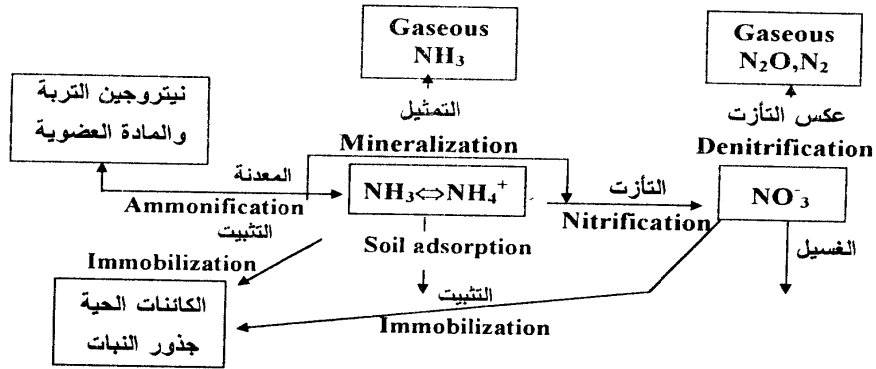 Gaseous
NH₃
Gaseous
N₂O,N₂
نيتروجين التربة
والمادة العضوية
التمثيل
Mineralization
عكس التأزت
Denitrification
المعدنة
Ammonification
NH₃⇔NH₄⁺
التأزت
Nitrification
NO⁻₃
التثبيت
Immobilization
Soil adsorption
الغسيل
الكائنات الحية
جذور النبات
التثبيت
Immobilization